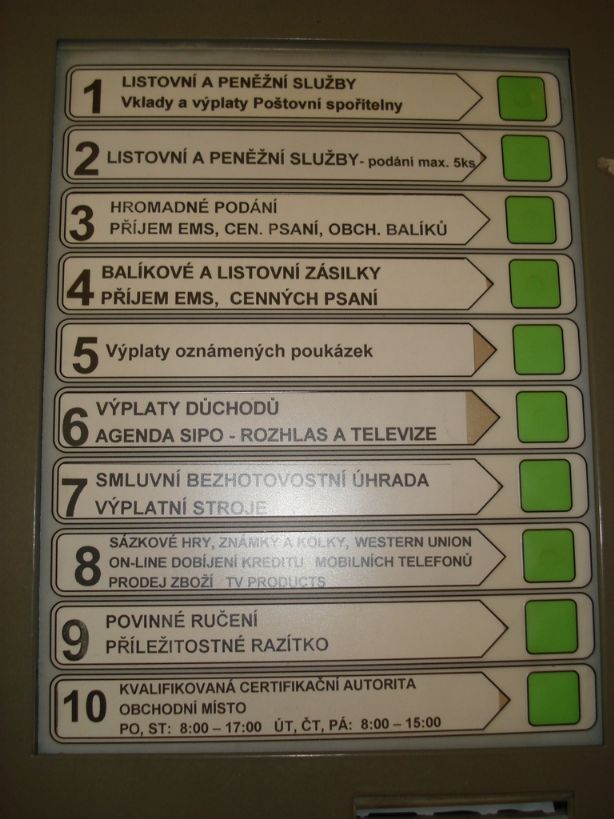 1 LISTOVNÍ A PENĚŽNÍ SLUŽBY
Vklady a výplaty Poštovní spořitelny
2 LISTOVNÍ A PENĚŽNÍ SLUŽBY- podání max. 5ks
3 HROMADNÉ PODÁNÍ
PŘÍJEM EMS, CEN. PSANÍ, OBCH. BALÍKŮ
4 BALÍKOVÉ A LISTOVNÍ ZÁSILKY
PŘÍJEM EMS, CENNÝCH PSANÍ
5 Výplaty oznámených poukázek
6 VÝPLATY DŮCHODŮ
AGENDA SIPO - ROZHLAS A TELEVIZE
7 SMLUVNÍ BEZHOTOVOSTNÍ ÚHRADA
VÝPLATNÍ STROJE
8 SÁZKOVÉ HRY, ZNÁMKY A KOLKY, WESTERN UNION
ON-LINE DOBÍJENÍ KREDITU MOBILNÍCH TELEFONŮ
PRODEJ ZBOŽÍ TV PRODUCTS
9 POVINNÉ RUČENÍ
PŘÍLEŽITOSTNÉ RAZÍTKO
10 KVALIFIKOVANÁ CERTIFIKAČNÍ AUTORITA
OBCHODNÍ MÍSTO
PO, ST: 8:00 – 17:00 ÚT, ČT, PÁ: 8:00 – 15:00